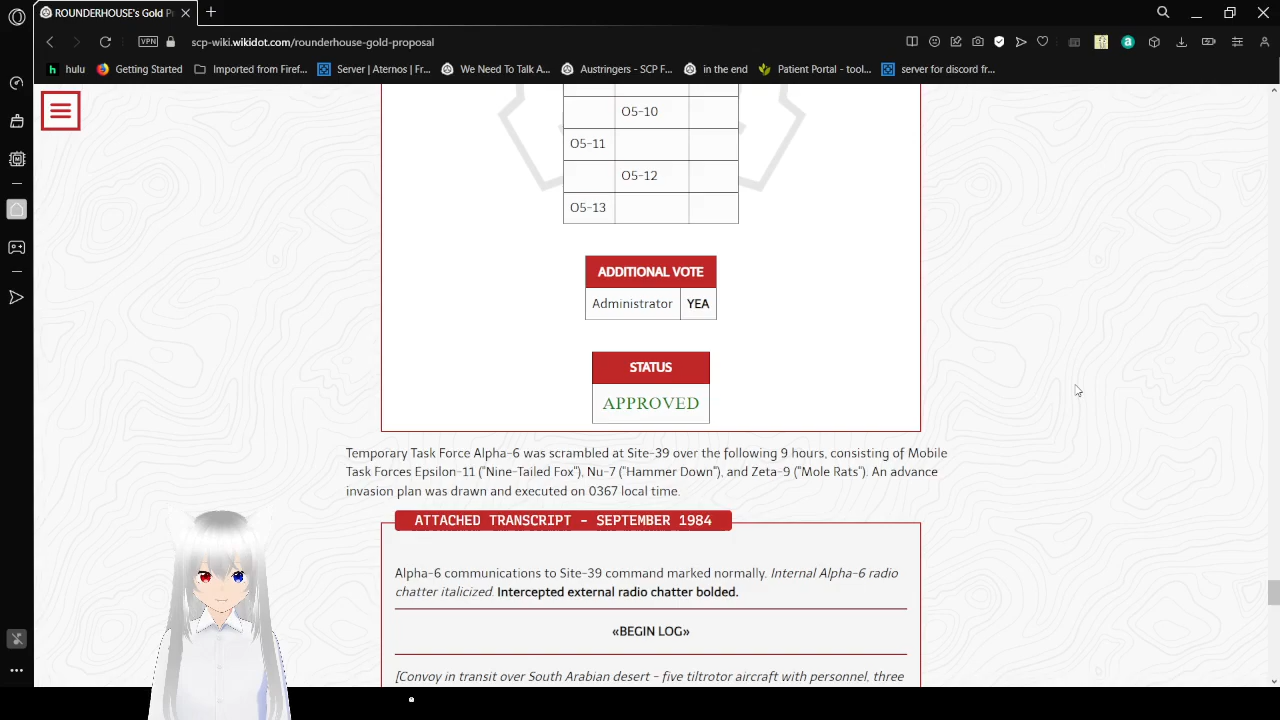 ROUNDERHOUSE's Gold P
VPN
scp-wiki.wikidot.com/rounderhouse-gold-proposal
hulu
Getting Started
Imported from Firef...
Server | Aternos | Fr...
We Need To Talk A...
Austringers - SCP F...
in the end
Patient Portal - tool...
server for discord fr...
O5-10
O5-11
O5-12
O5-13
ADDITIONAL VOTE
Administrator YEA
STATUS
APPROVED
Temporary Task Force Alpha-6 was scrambled at Site-39 over the following 9 hours, consisting of Mobile
Task Forces Epsilon-11 ("Nine-Tailed Fox"), Nu-7 ("Hammer Down"), and Zeta-9 ("Mole Rats"). An advance
invasion plan was drawn and executed on 0367 local time.
ATTACHED TRANSCRIPT - SEPTEMBER 1984
Alpha-6 communications to Site-39 command marked normally. Internal Alpha-6 radio
chatter italicized. Intercepted external radio chatter bolded.
«BEGIN LOG»
[Convoy in transit over South Arabian desert - five tiltrotor aircraft with personnel, three